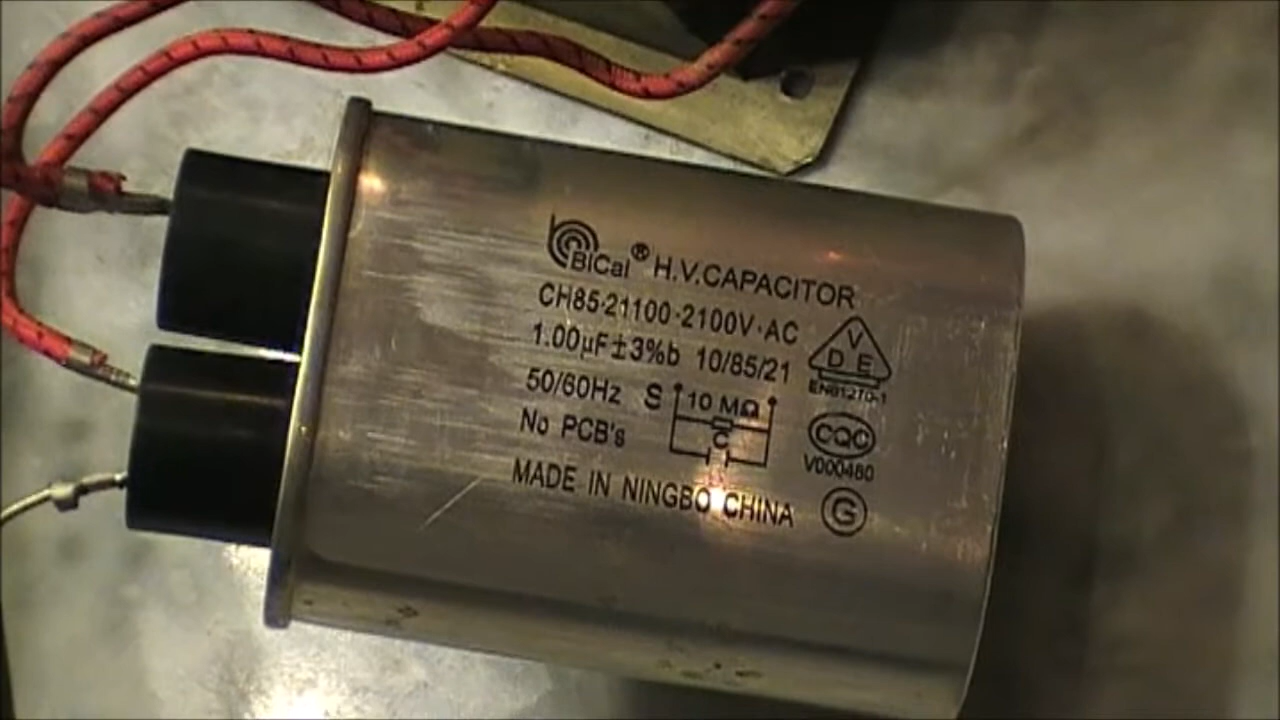 BiCai ® H.V.CAPACITOR
CH85-21100-2100V·AC
1.00µF±3%b 10/85/21
50/60Hz S 10 MΩ
C
No PCB's
MADE IN NINGBO CHINA
V
D E
EN61270-1
CQC
V000460
G